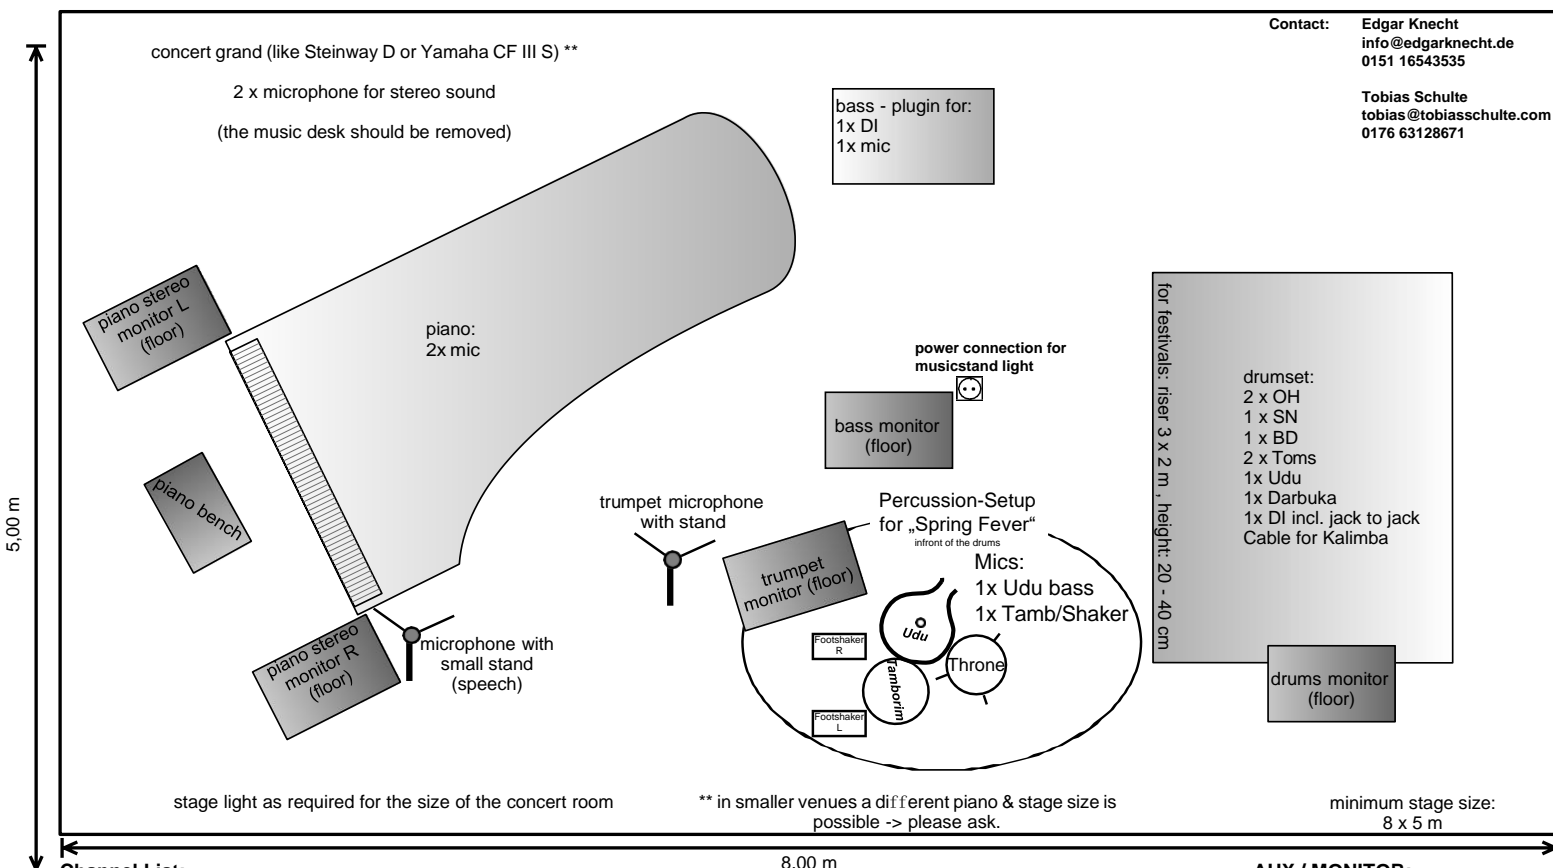 Contact: Edgar Knecht
info@edgarknecht.de
0151 16543535
Tobias Schulte
tobias@tobiasschulte.com
0176 63128671
concert grand (like Steinway D or Yamaha CF III S) **
2 x microphone for stereo sound
(the music desk should be removed)
bass - plugin for:
1x DI
1x mic
piano stereo
monitor L
(floor)
piano:
2x mic
power connection for
musicstand light
bass monitor
(floor)
for festivals: riser 3 x 2 m , height: 20 - 40 cm
drumset:
2 x OH
1 x SN
1 x BD
2 x Toms
1x Udu
1x Darbuka
1x DI incl. jack to jack
Cable for Kalimba
piano bench
5,00 m
trumpet microphone
with stand
Percussion-Setup
for „Spring Fever“
infront of the drums
Mics:
1x Udu bass
1x Tamb/Shaker
trumpet
monitor (floor)
Udu
Footshaker
R
Throne
Tamborim
Footshaker
L
piano stereo
monitor R
(floor)
microphone with
small stand
(speech)
drums monitor
(floor)
stage light as required for the size of the concert room
** in smaller venues a different piano & stage size is
possible -> please ask.
minimum stage size:
8 x 5 m
8,00 m
Channel List:
AUX / MONITOR: